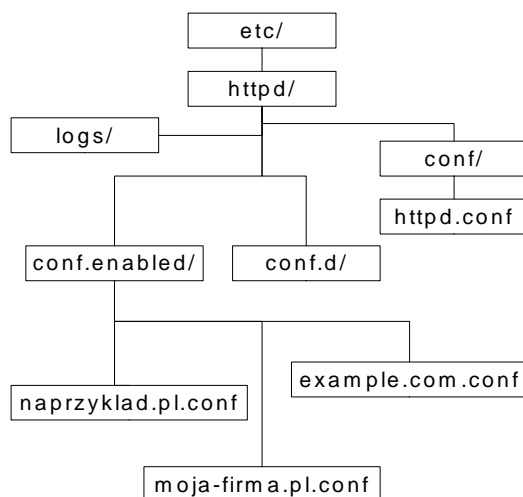 etc/
httpd/
logs/
conf/
httpd.conf
conf.enabled/
conf.d/
example.com.conf
naprzyklad.pl.conf
moja-firma.pl.conf